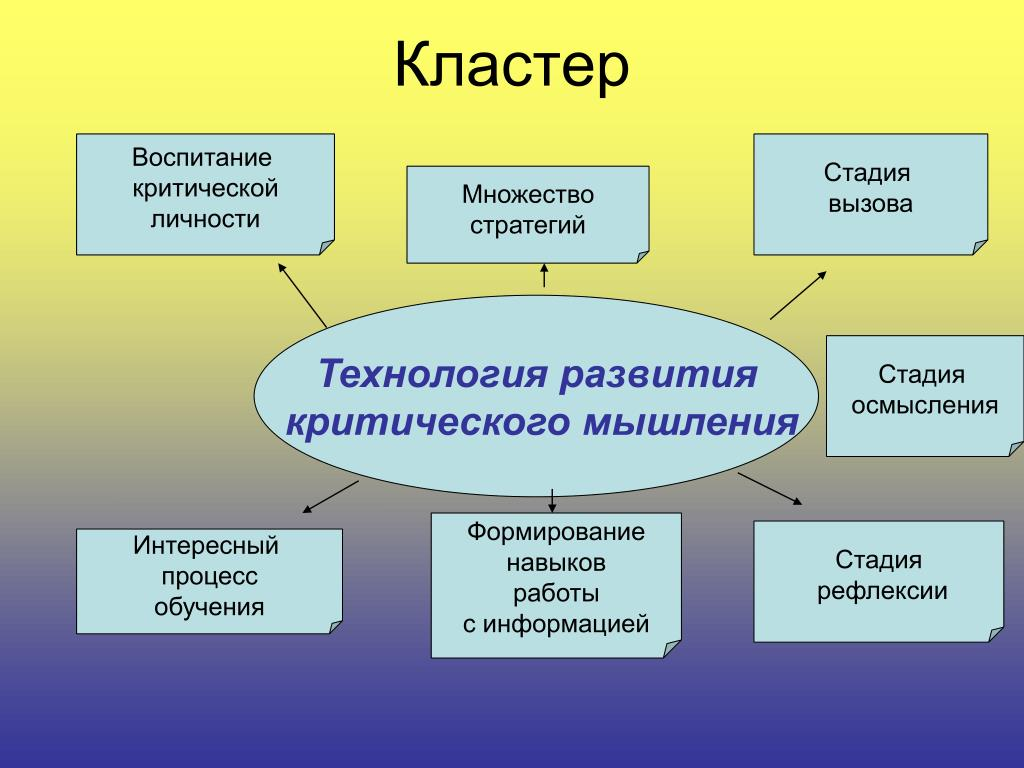 Кластер
Воспитание
критической
личности
Множество
стратегий
Стадия
вызова
Технология развития
критического мышления
Стадия
осмысления
Интересный
процесс
обучения
Формирование
навыков
работы
с информацией
Стадия
рефлексии